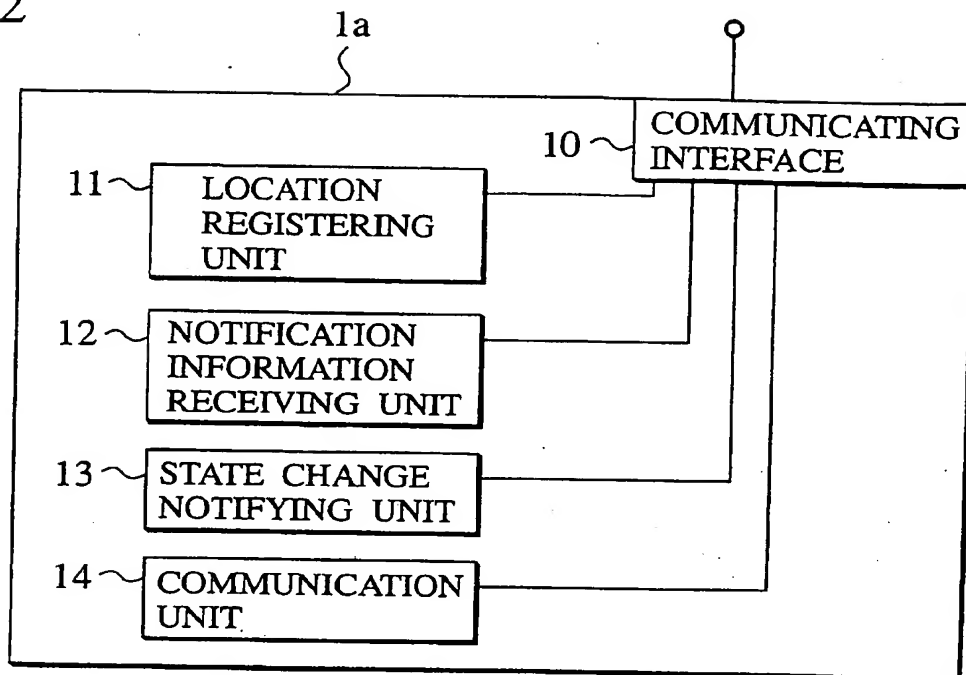 2
1a
10
COMMUNICATING
INTERFACE
11
LOCATION
REGISTERING
UNIT
12
NOTIFICATION
INFORMATION
RECEIVING UNIT
13
STATE CHANGE
NOTIFYING UNIT
14
COMMUNICATION
UNIT